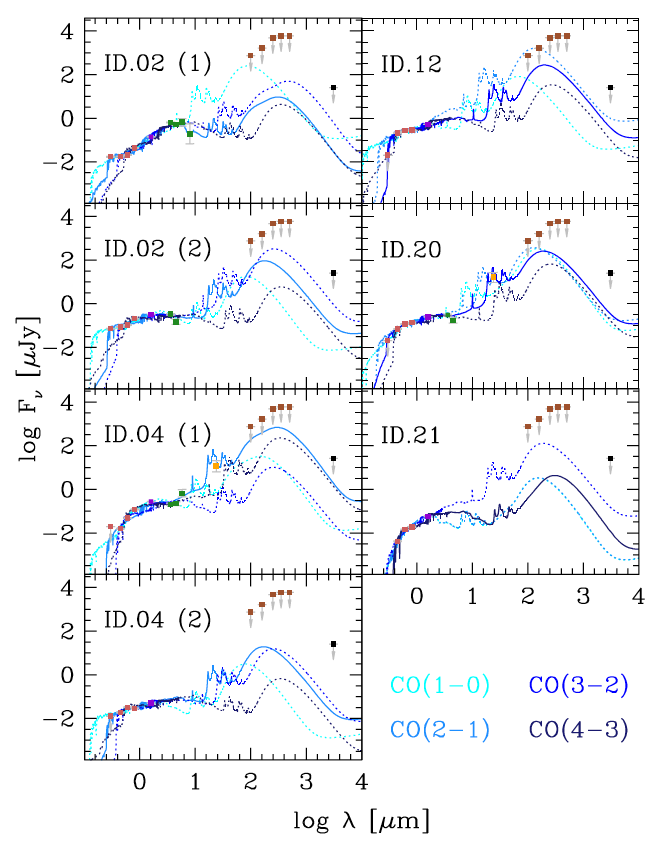 4
2
0
−2
ID.02 (1)
ID.12
4
2
0
−2
ID.02 (2)
ID.20
log Fν [μJy]
4
2
0
−2
ID.04 (1)
ID.21
0 1 2 3 4
4
2
0
−2
ID.04 (2)
0 1 2 3 4
CO(1−0) CO(3−2)
CO(2−1) CO(4−3)
log λ [μm]